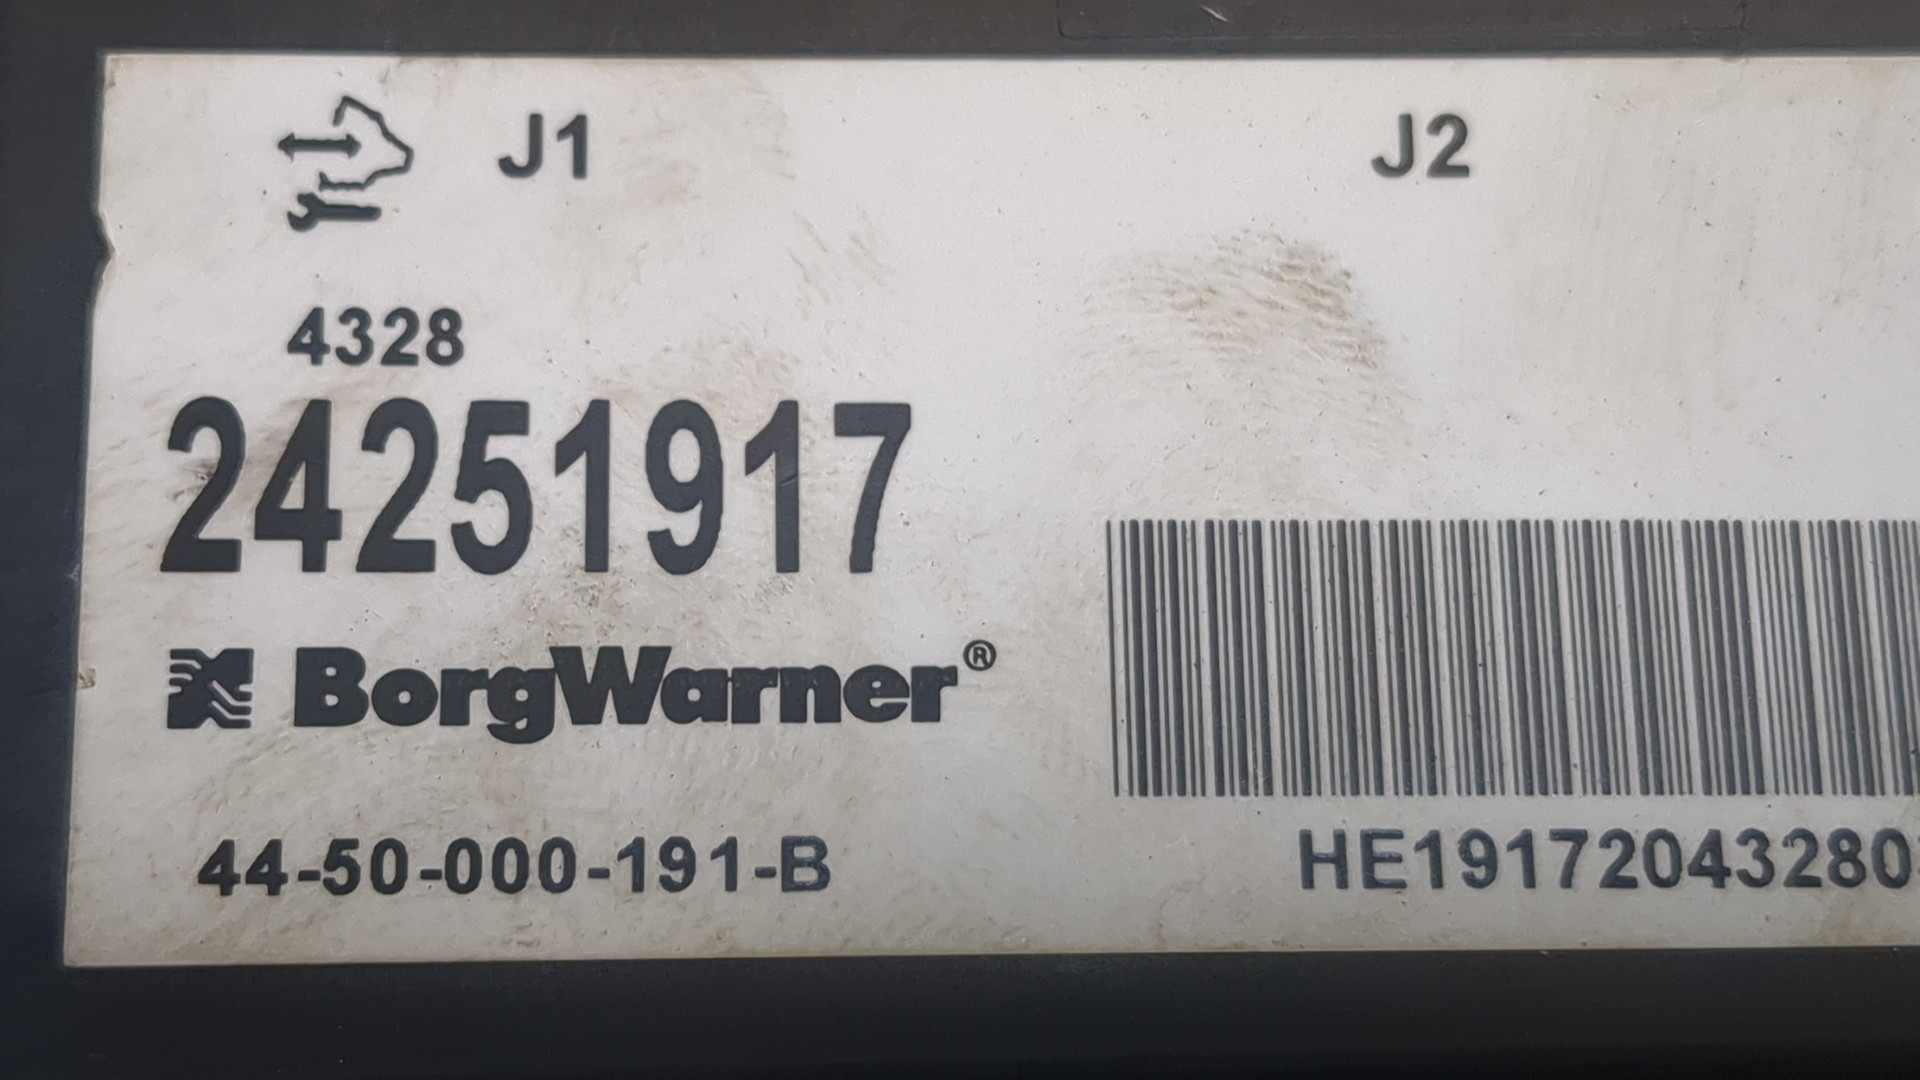 J1 J2
4328
24251917
BorgWarner®
44-50-000-191-B
HE19172043280